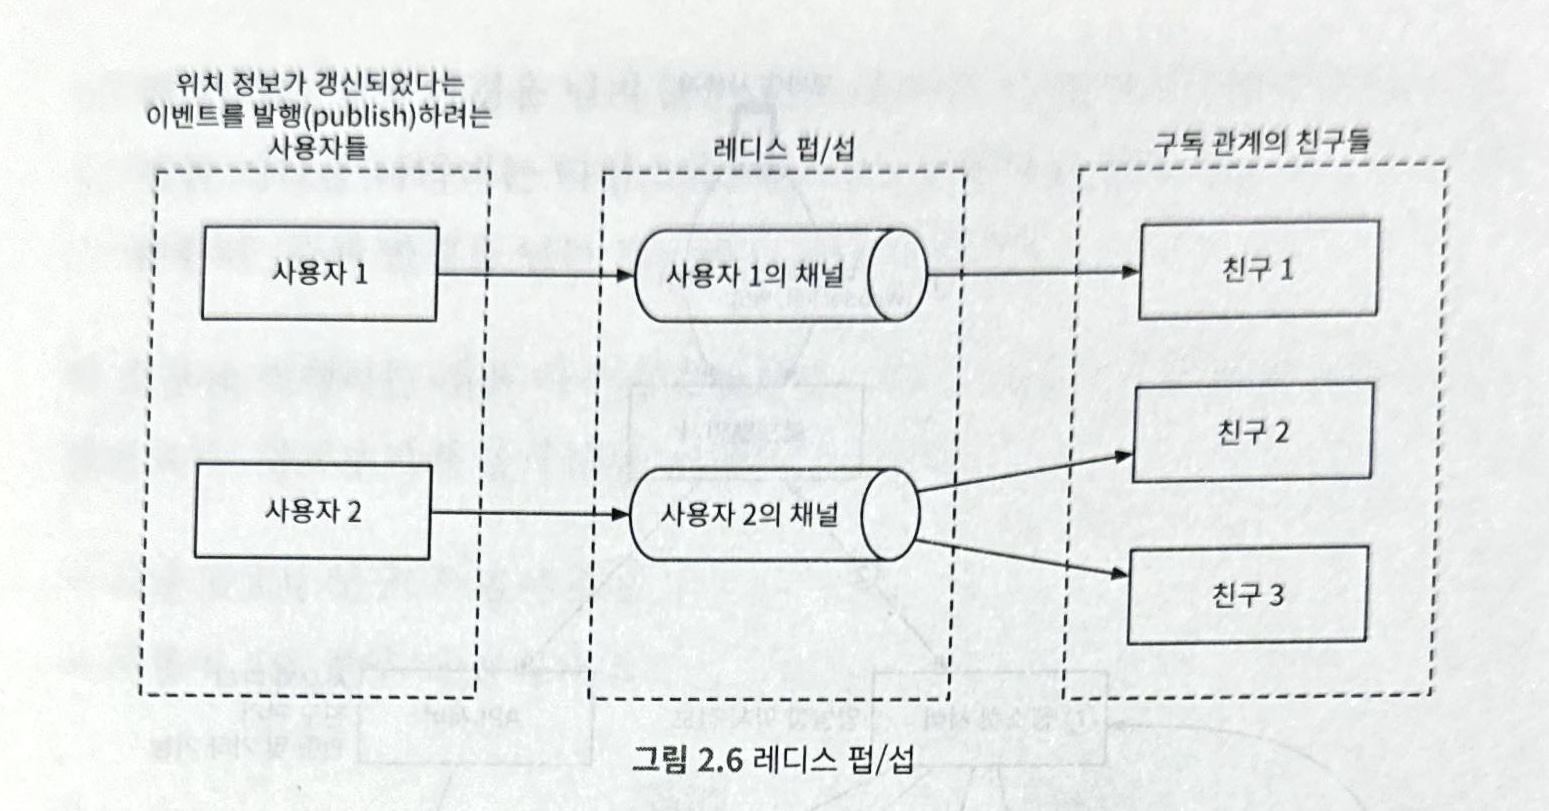 위치 정보가 갱신되었다는
이벤트를 발행(publish)하려는
사용자들
레디스 펍/섭
구독 관계의 친구들
사용자 1
사용자 1의 채널
친구 1
친구 2
사용자 2
사용자 2의 채널
친구 3
그림 2.6 레디스 펍/섭